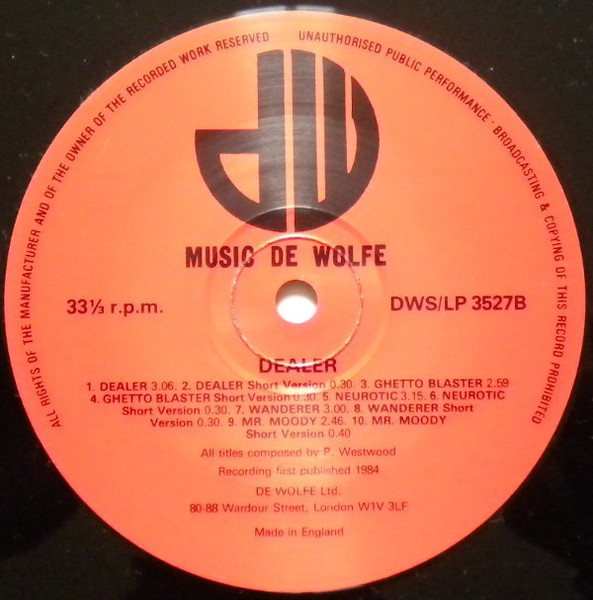 ALL RIGHTS OF THE MANUFACTURER AND OF THE OWNER OF THE RECORDED WORK RESERVED
UNAUTHORISED PUBLIC PERFORMANCE · BROADCASTING & COPYING OF THIS RECORD PROHIBITED
dW
MUSIC DE WOLFE
33⅓ r.p.m.
DWS/LP 3527B
DEALER
1. DEALER 3.06. 2. DEALER Short Version 0.30. 3. GHETTO BLASTER 2.59
4. GHETTO BLASTER Short Version 0.30. 5. NEUROTIC 3.15. 6. NEUROTIC
Short Version 0.30. 7. WANDERER 3.00. 8. WANDERER Short
Version 0.30. 9. MR. MOODY 2.46. 10. MR. MOODY
Short Version 0.40
All titles composed by P. Westwood
Recording first published 1984
DE WOLFE Ltd.
80-88 Wardour Street, London W1V 3LF
Made in England